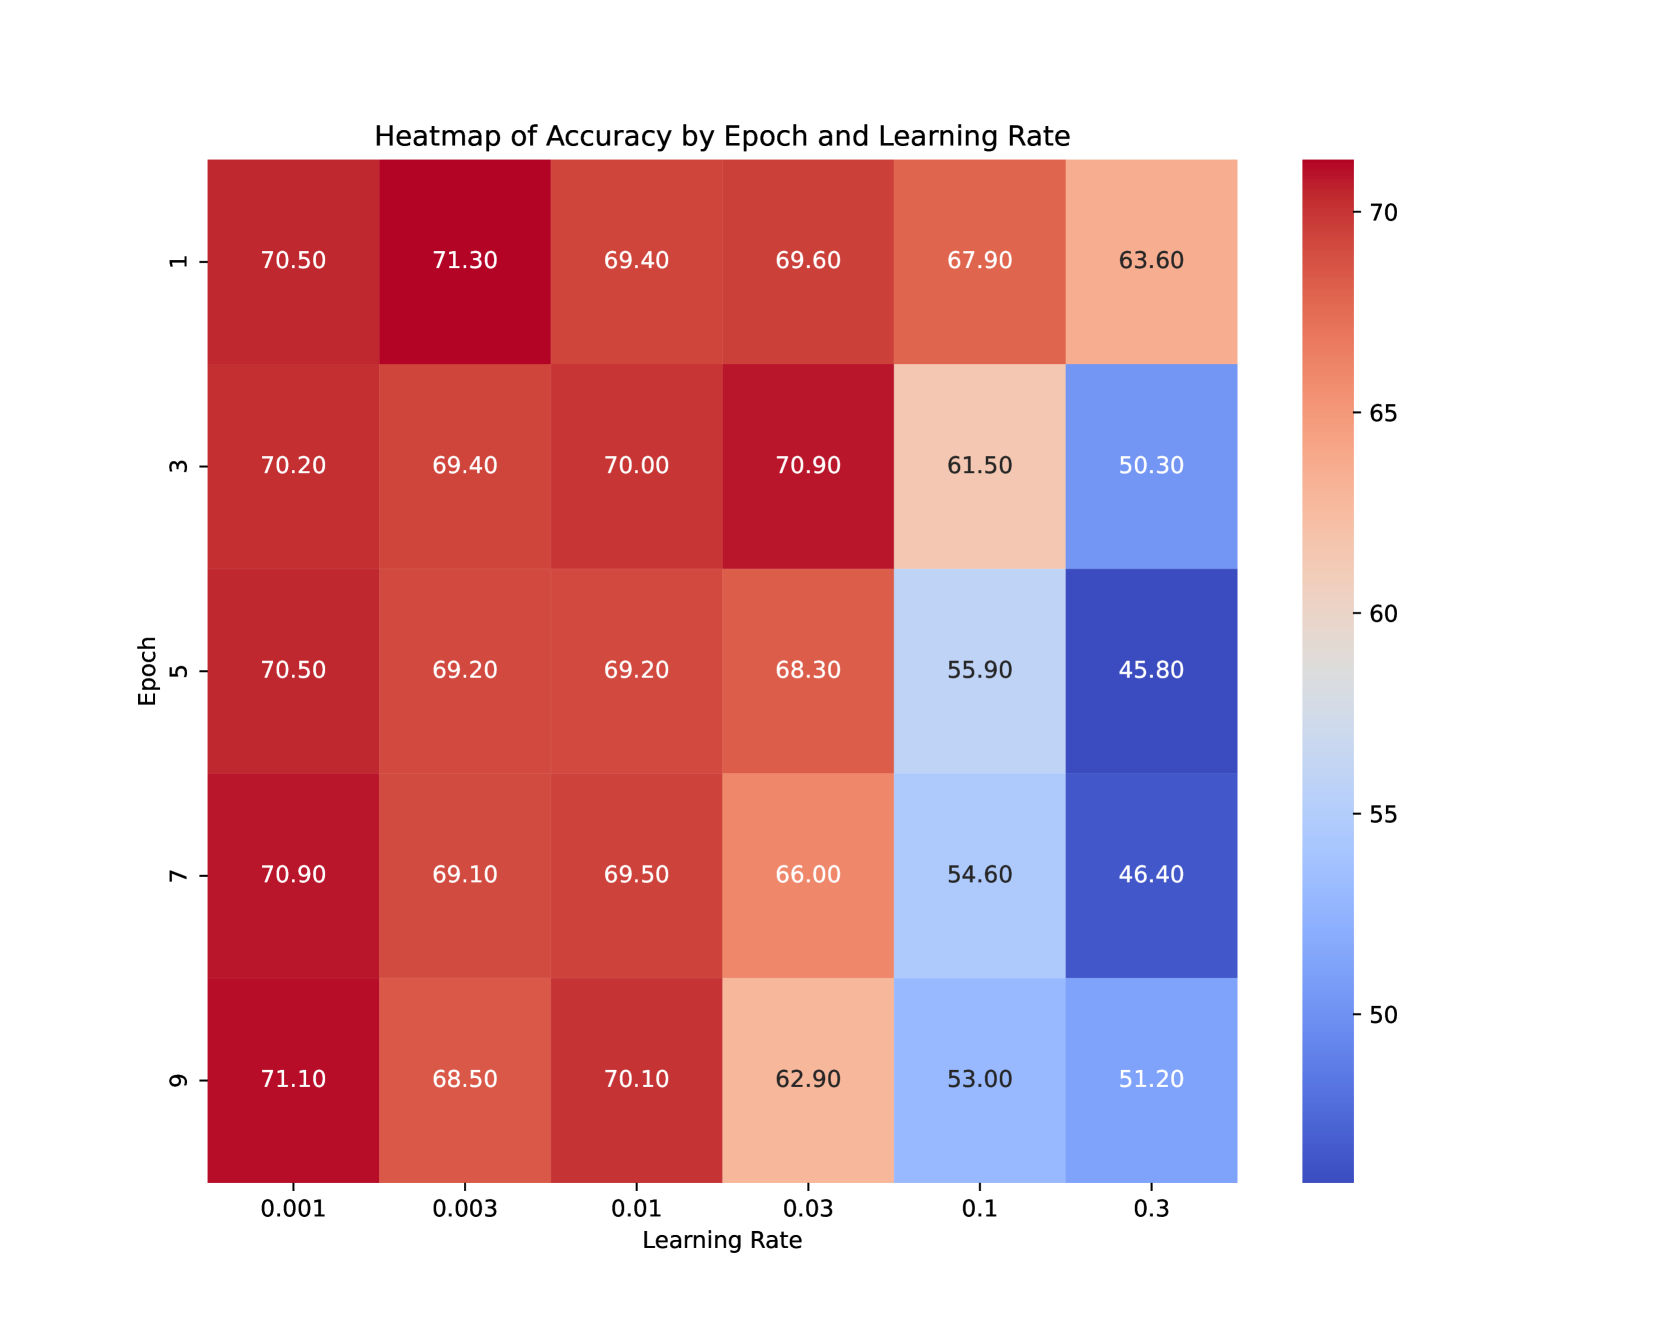 Heatmap of Accuracy by Epoch and Learning Rate
1 70.50 71.30 69.40 69.60 67.90 63.60
3 70.20 69.40 70.00 70.90 61.50 50.30
5 70.50 69.20 69.20 68.30 55.90 45.80
7 70.90 69.10 69.50 66.00 54.60 46.40
9 71.10 68.50 70.10 62.90 53.00 51.20
Epoch
0.001 0.003 0.01 0.03 0.1 0.3
Learning Rate
70
65
60
55
50